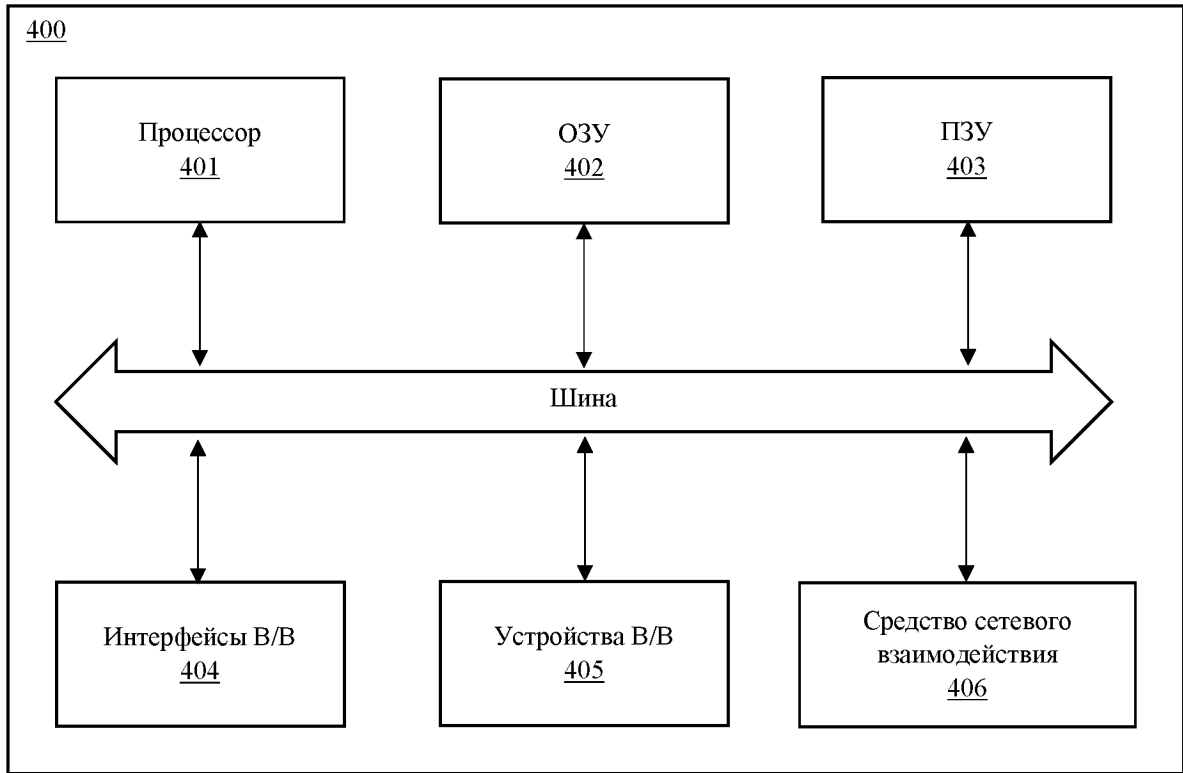 400
Процессор
401
ОЗУ
402
ПЗУ
403
Шина
Интерфейсы В/В
404
Устройства В/В
405
Средство сетевого
взаимодействия
406